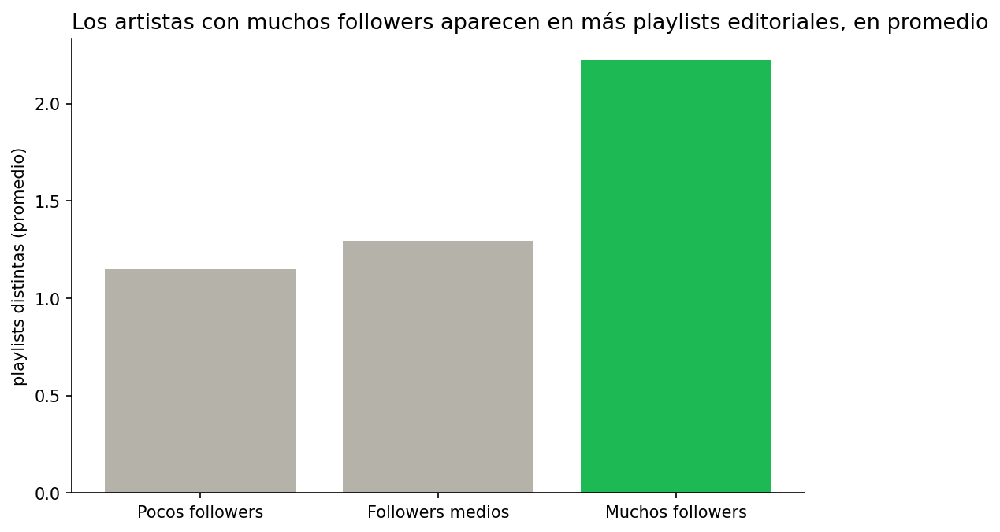 Los artistas con muchos followers aparecen en más playlists editoriales, en promedio
playlists distintas (promedio)
2.0
1.5
1.0
0.5
0.0
Pocos followers
Followers medios
Muchos followers